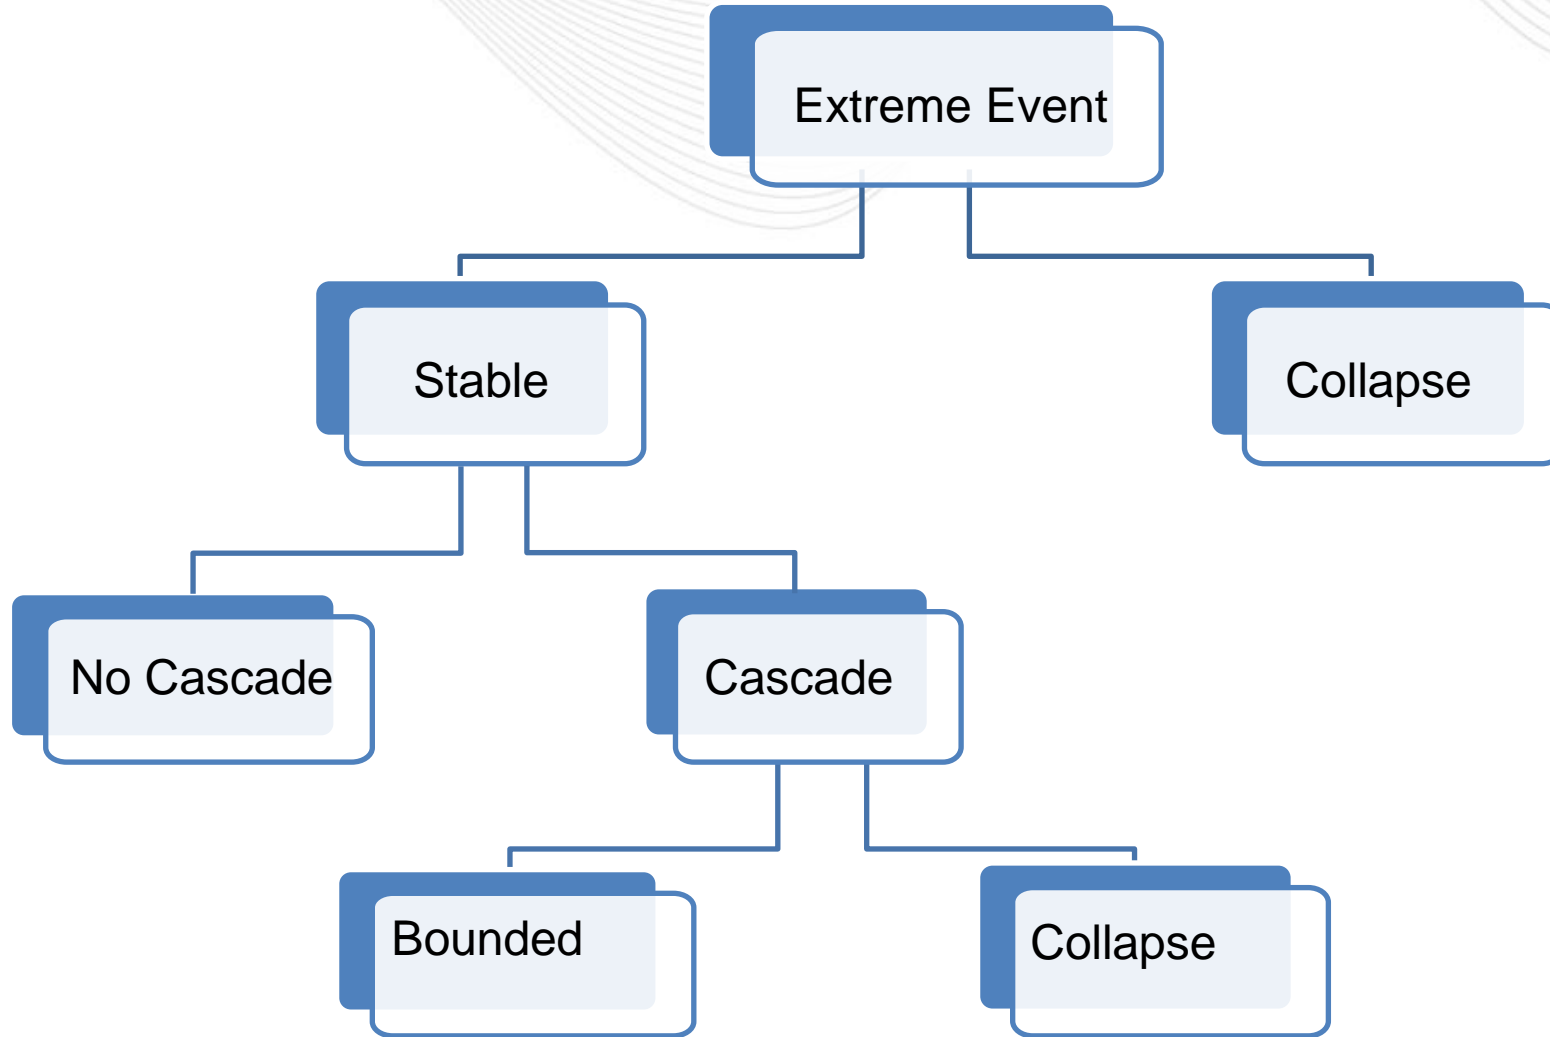 Extreme Event
Stable
Collapse
No Cascade
Cascade
Bounded
Collapse